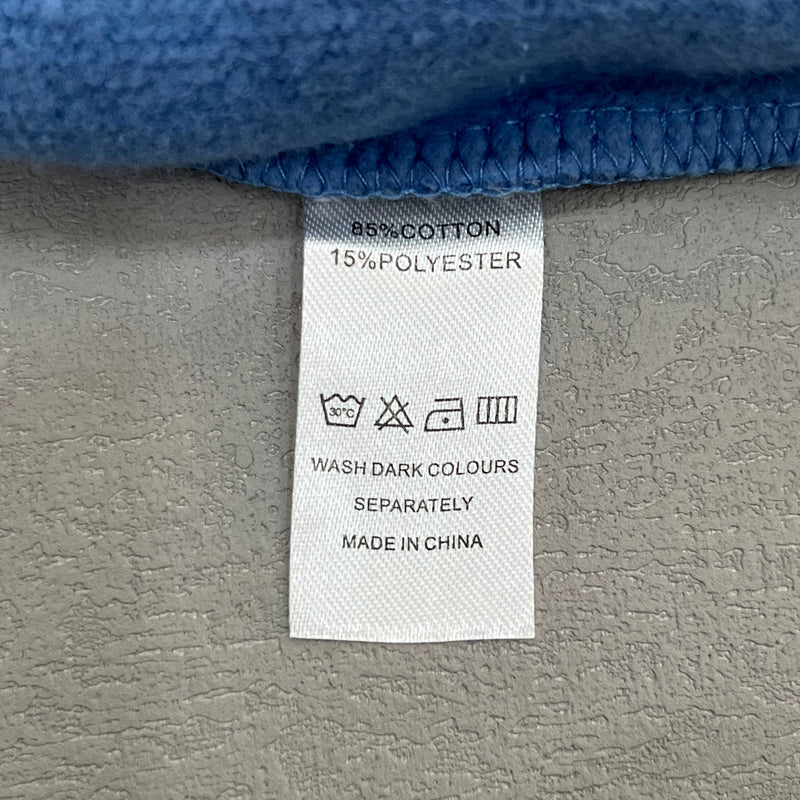 85%COTTON
15%POLYESTER
30°C
WASH DARK COLOURS
SEPARATELY
MADE IN CHINA